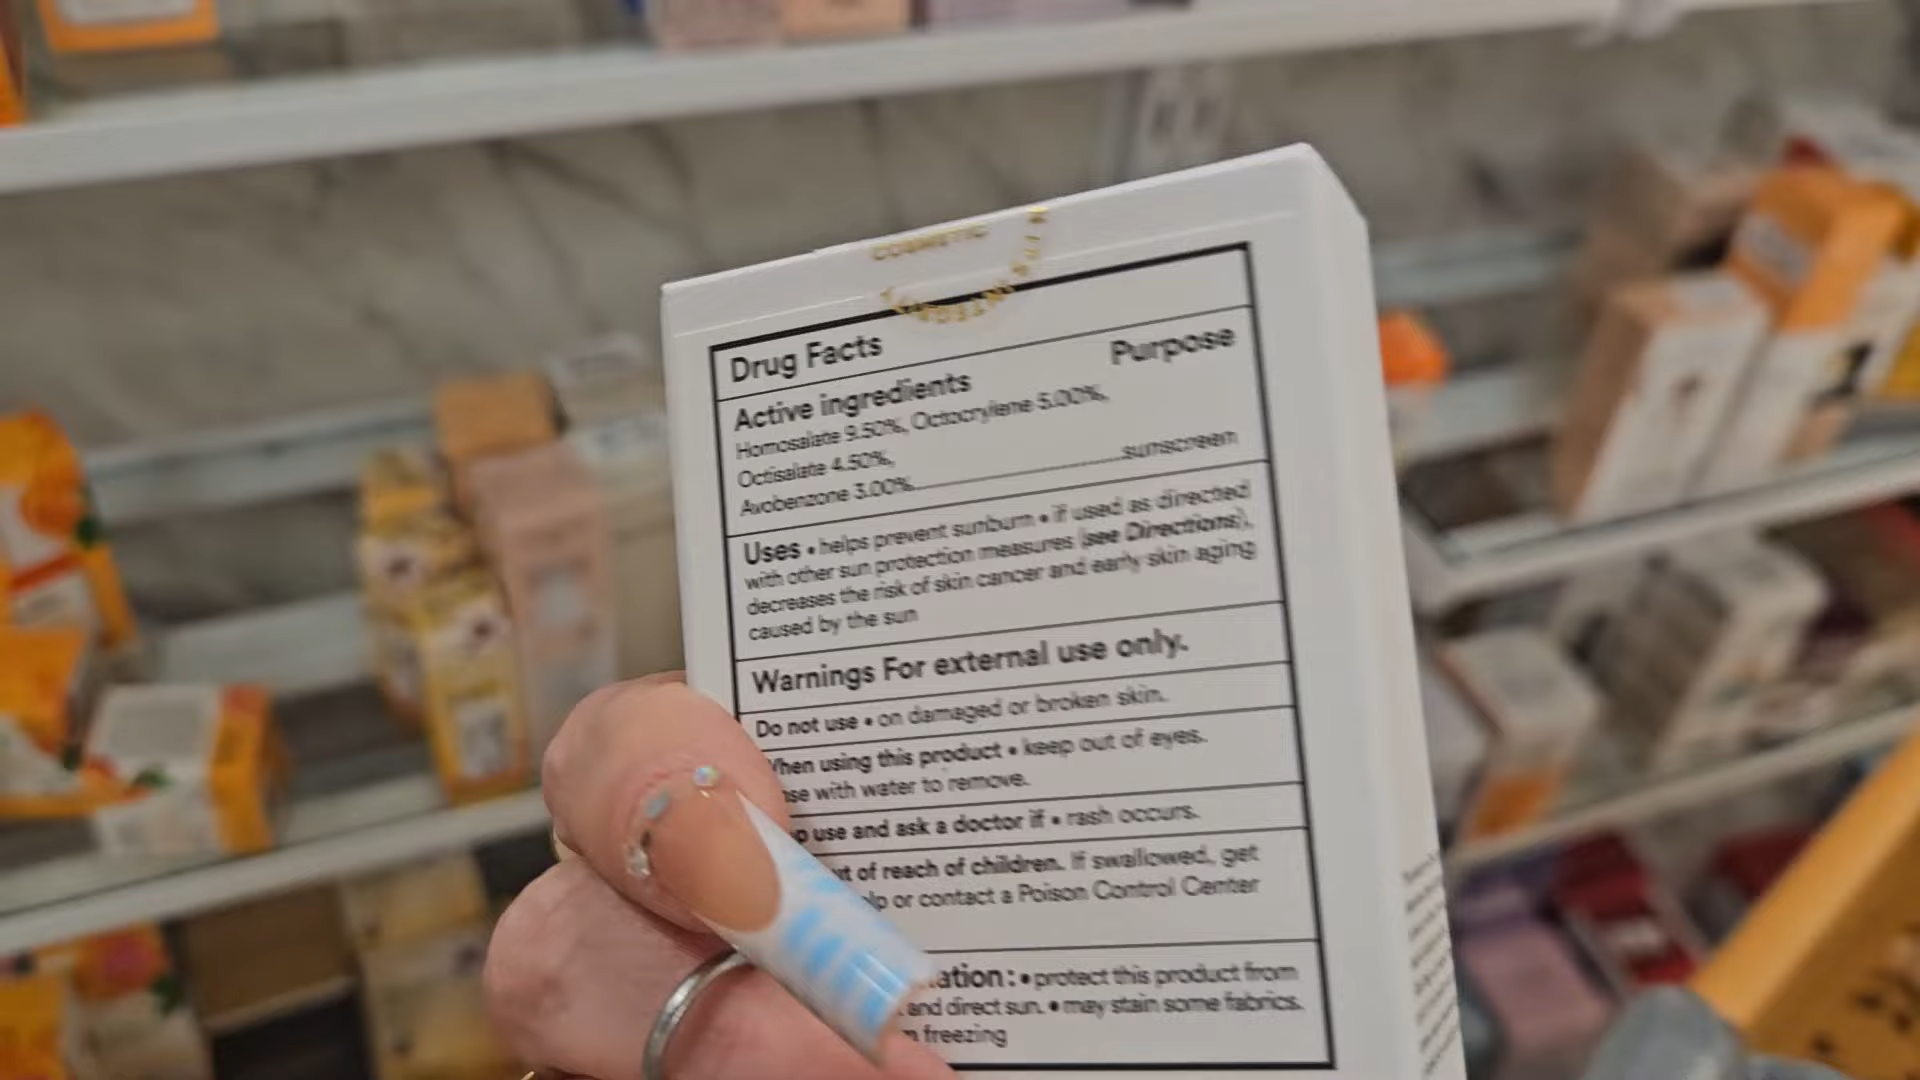 COSMETIC
Drug Facts
Active ingredients Purpose
Homosalate 9.50%, Octocrylene 5.00%,
Octisalate 4.50%,
Avobenzone 3.00%..............................sunscreen
Uses • helps prevent sunburn • if used as directed
with other sun protection measures (see Directions),
decreases the risk of skin cancer and early skin aging
caused by the sun
Warnings For external use only.
Do not use • on damaged or broken skin.
When using this product • keep out of eyes.
nse with water to remove.
p use and ask a doctor if • rash occurs.
ut of reach of children. If swallowed, get
lp or contact a Poison Control Center
ation: • protect this product from
and direct sun. • may stain some fabrics.
freezing